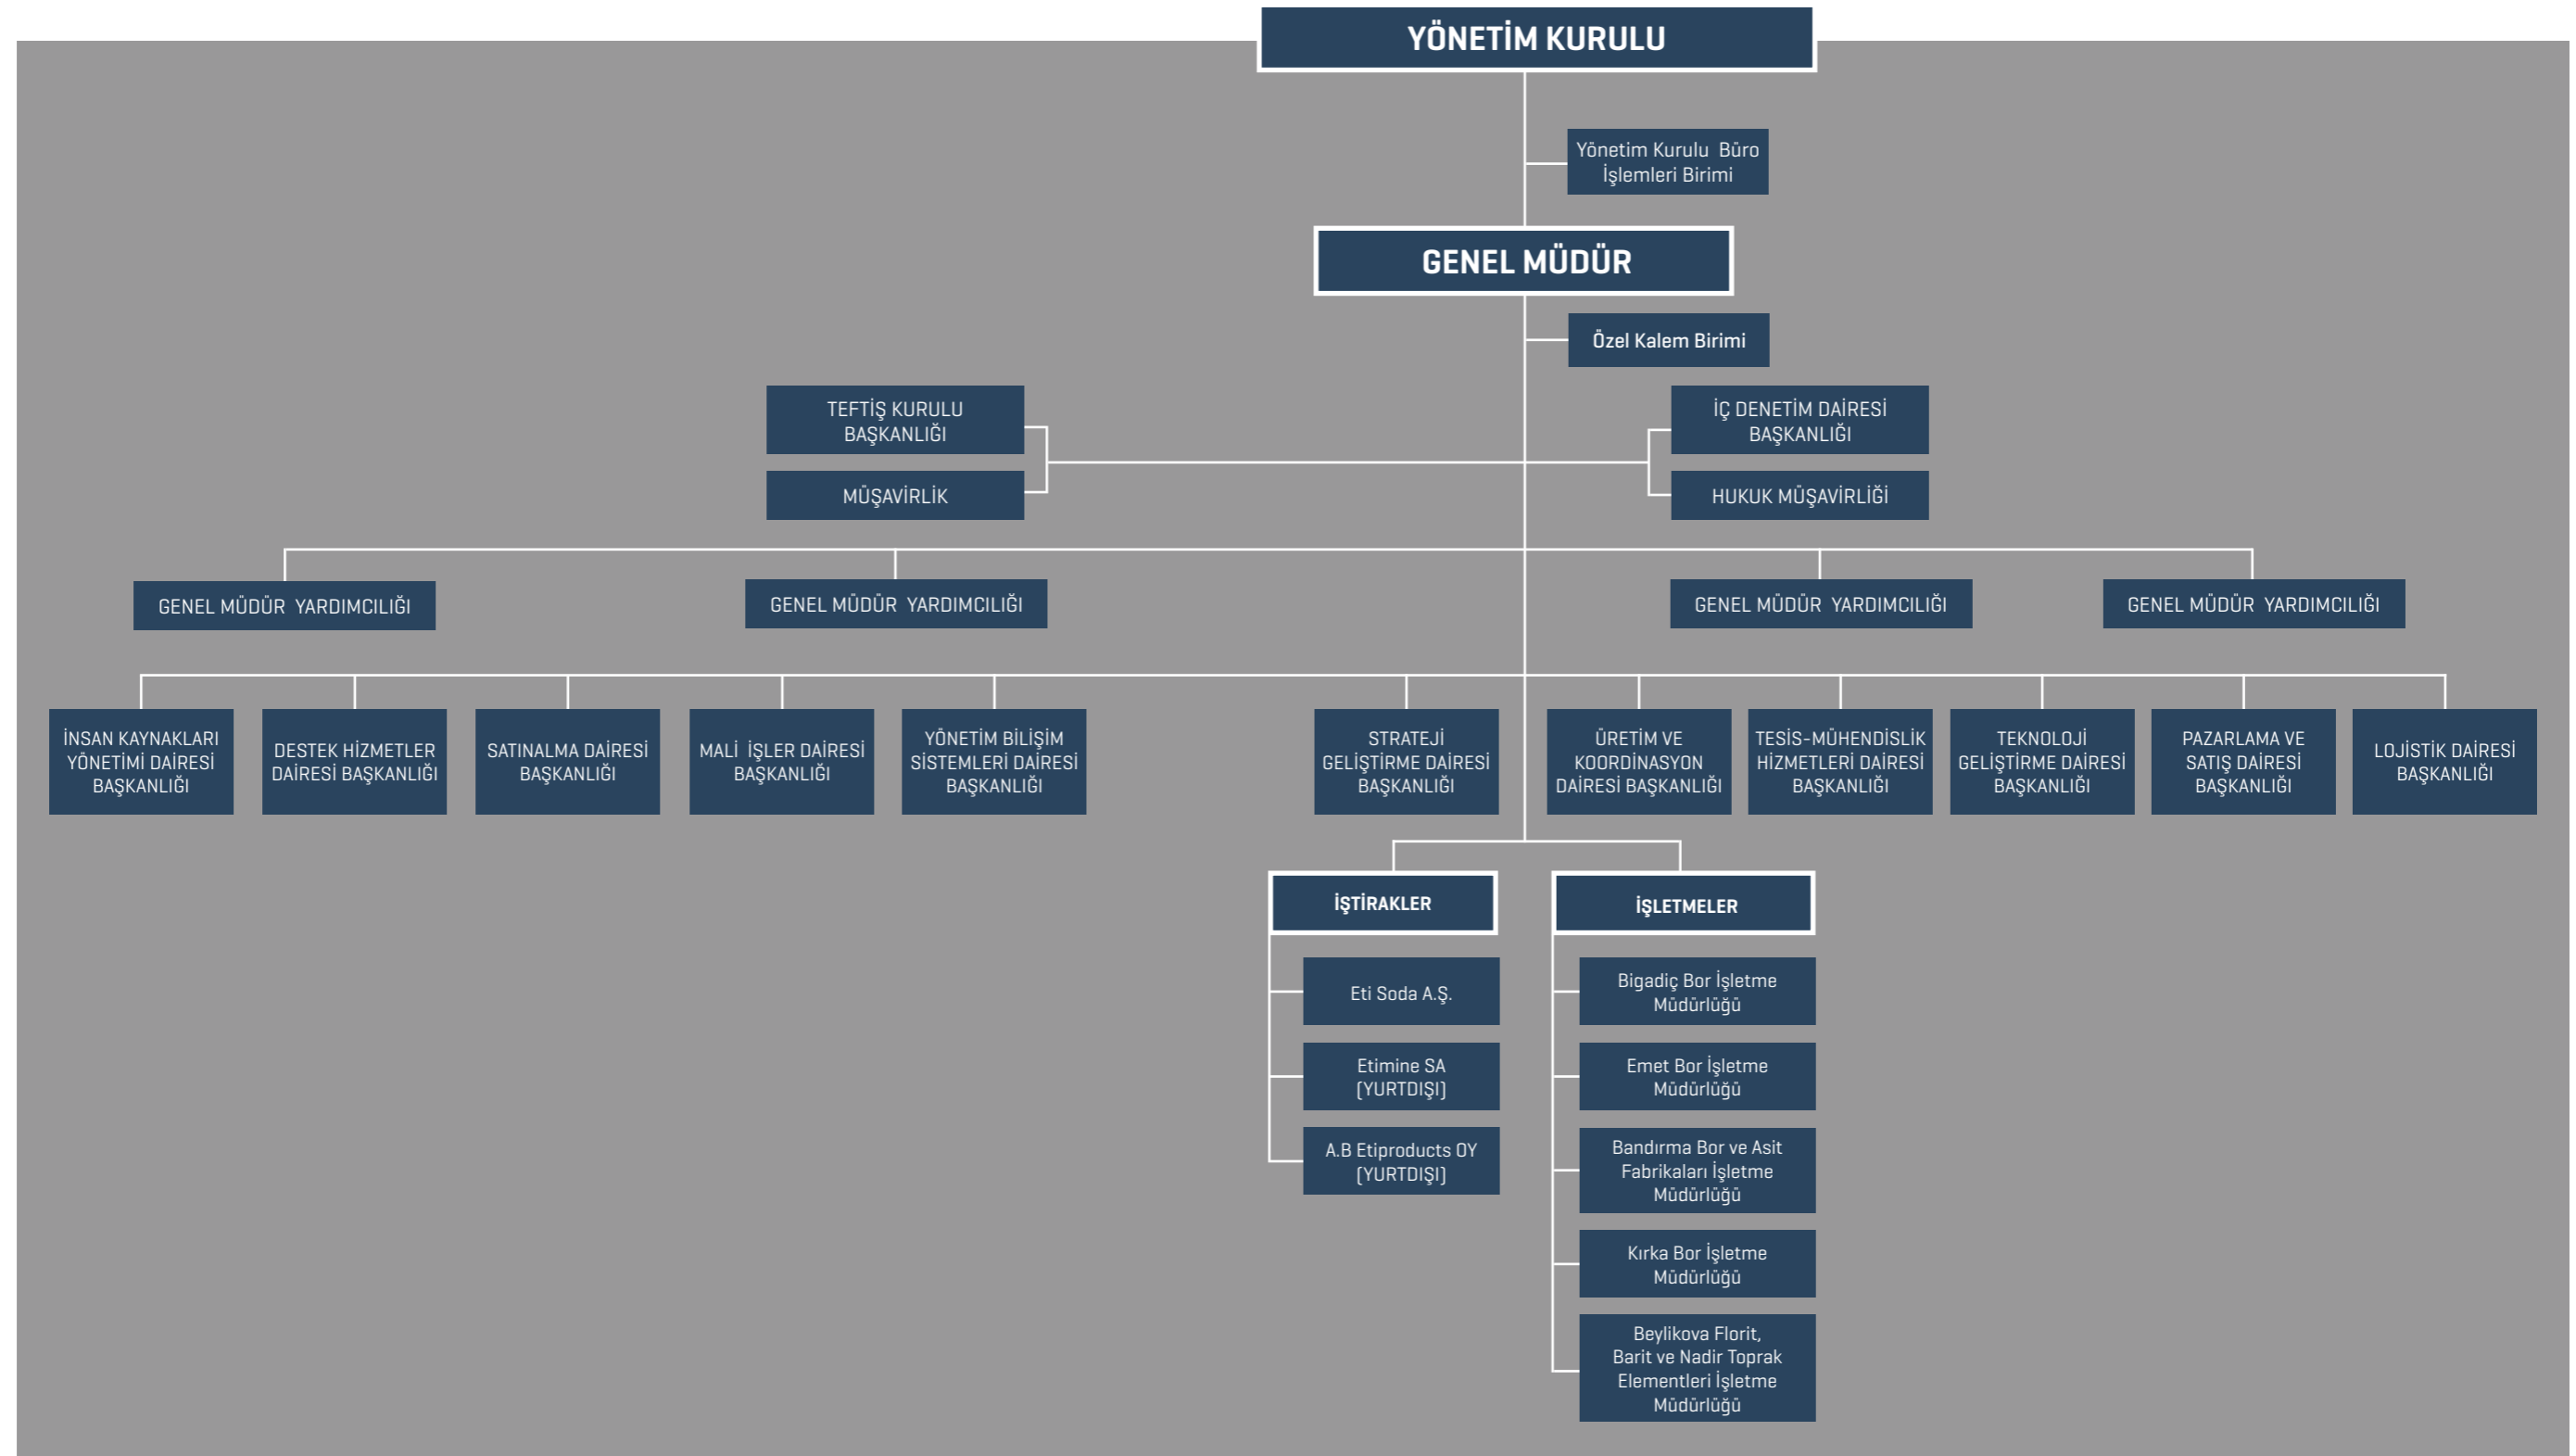 YÖNETİM KURULU
Yönetim Kurulu Büro
İşlemleri Birimi
GENEL MÜDÜR
Özel Kalem Birimi
TEFTİŞ KURULU
BAŞKANLIĞI
MÜŞAVİRLİK
İÇ DENETİM DAİRESİ
BAŞKANLIĞI
HUKUK MÜŞAVİRLİĞİ
GENEL MÜDÜR YARDIMCILIĞI
GENEL MÜDÜR YARDIMCILIĞI
GENEL MÜDÜR YARDIMCILIĞI
GENEL MÜDÜR YARDIMCILIĞI
İNSAN KAYNAKLARI
YÖNETİMİ DAİRESİ
BAŞKANLIĞI
DESTEK HİZMETLER
DAİRESİ BAŞKANLIĞI
SATINALMA DAİRESİ
BAŞKANLIĞI
MALİ İŞLER DAİRESİ
BAŞKANLIĞI
YÖNETİM BİLİŞİM
SİSTEMLERİ DAİRESİ
BAŞKANLIĞI
STRATEJİ
GELİŞTİRME DAİRESİ
BAŞKANLIĞI
ÜRETİM VE
KOORDİNASYON
DAİRESİ BAŞKANLIĞI
TESİS-MÜHENDİSLİK
HİZMETLERİ DAİRESİ
BAŞKANLIĞI
TEKNOLOJİ
GELİŞTİRME DAİRESİ
BAŞKANLIĞI
PAZARLAMA VE
SATIŞ DAİRESİ
BAŞKANLIĞI
LOJİSTİK DAİRESİ
BAŞKANLIĞI
İŞTİRAKLER
Eti Soda A.Ş.
Etimine SA
(YURTDIŞI)
A.B Etiproducts OY
(YURTDIŞI)
İŞLETMELER
Bigadiç Bor İşletme
Müdürlüğü
Emet Bor İşletme
Müdürlüğü
Bandırma Bor ve Asit
Fabrikaları İşletme
Müdürlüğü
Kırka Bor İşletme
Müdürlüğü
Beylikova Florit,
Barit ve Nadir Toprak
Elementleri İşletme
Müdürlüğü